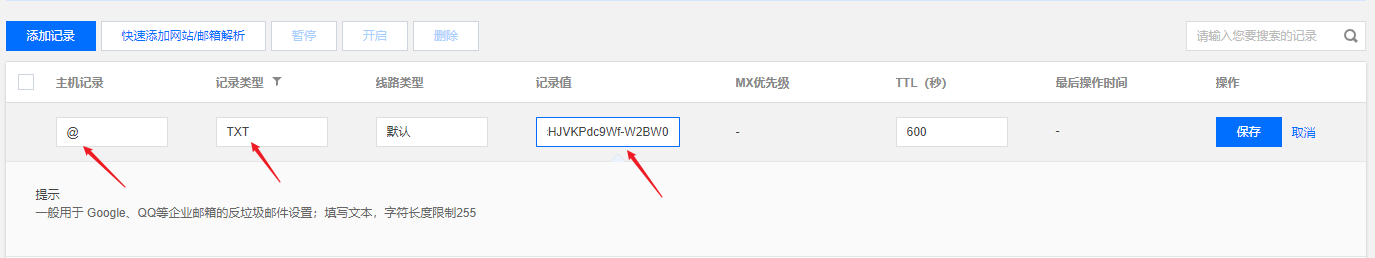 添加记录 快速添加网站/邮箱解析 暂停 开启 删除 请输入您要搜索的记录
主机记录 记录类型 线路类型 记录值 MX优先级 TTL（秒） 最后操作时间 操作
@ TXT 默认 HJVKPdc9Wf-W2BW0 - 600 - 保存 取消
提示
一般用于 Google、QQ等企业邮箱的反垃圾邮件设置；填写文本，字符长度限制255